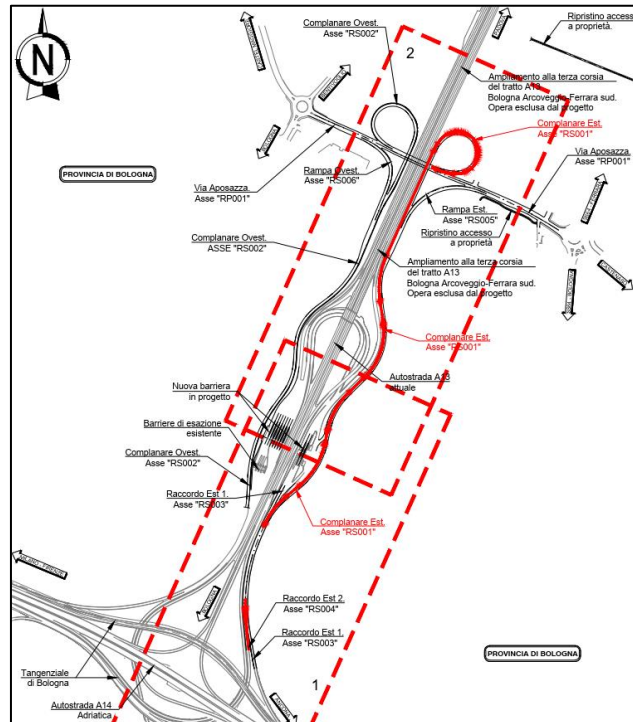 N
Complanare Ovest.
Asse "RS002"
2
Ripristino accesso
a proprietà.
Ampliamento alla terza corsia
del tratto A13
Bologna Arcoveggio-Ferrara sud.
Opera esclusa dal progetto
Complanare Est.
Asse "RS001"
PROVINCIA DI BOLOGNA
Via Aposazza.
Asse "RP001"
Rampa Ovest.
Asse "RS006"
Via Aposazza.
Asse "RP001"
Rampa Est.
Asse "RS005"
Ripristino accesso
a proprietà
Complanare Ovest.
ASSE "RS002"
Ampliamento alla terza corsia
del tratto A13
Bologna Arcoveggio-Ferrara sud.
Opera esclusa dal progetto
Complanare Est.
Asse "RS001"
Nuova barriera
in progetto
Autostrada A13
attuale
Barriere di esazione
esistente
Complanare Ovest.
Asse "RS002"
Raccordo Est 1.
Asse "RS003"
Complanare Est.
Asse "RS001"
Raccordo Est 2.
Asse "RS004"
Raccordo Est 1.
Asse "RS003"
PROVINCIA DI BOLOGNA
Tangenziale
di Bologna
Autostrada A14
Adriatica
1